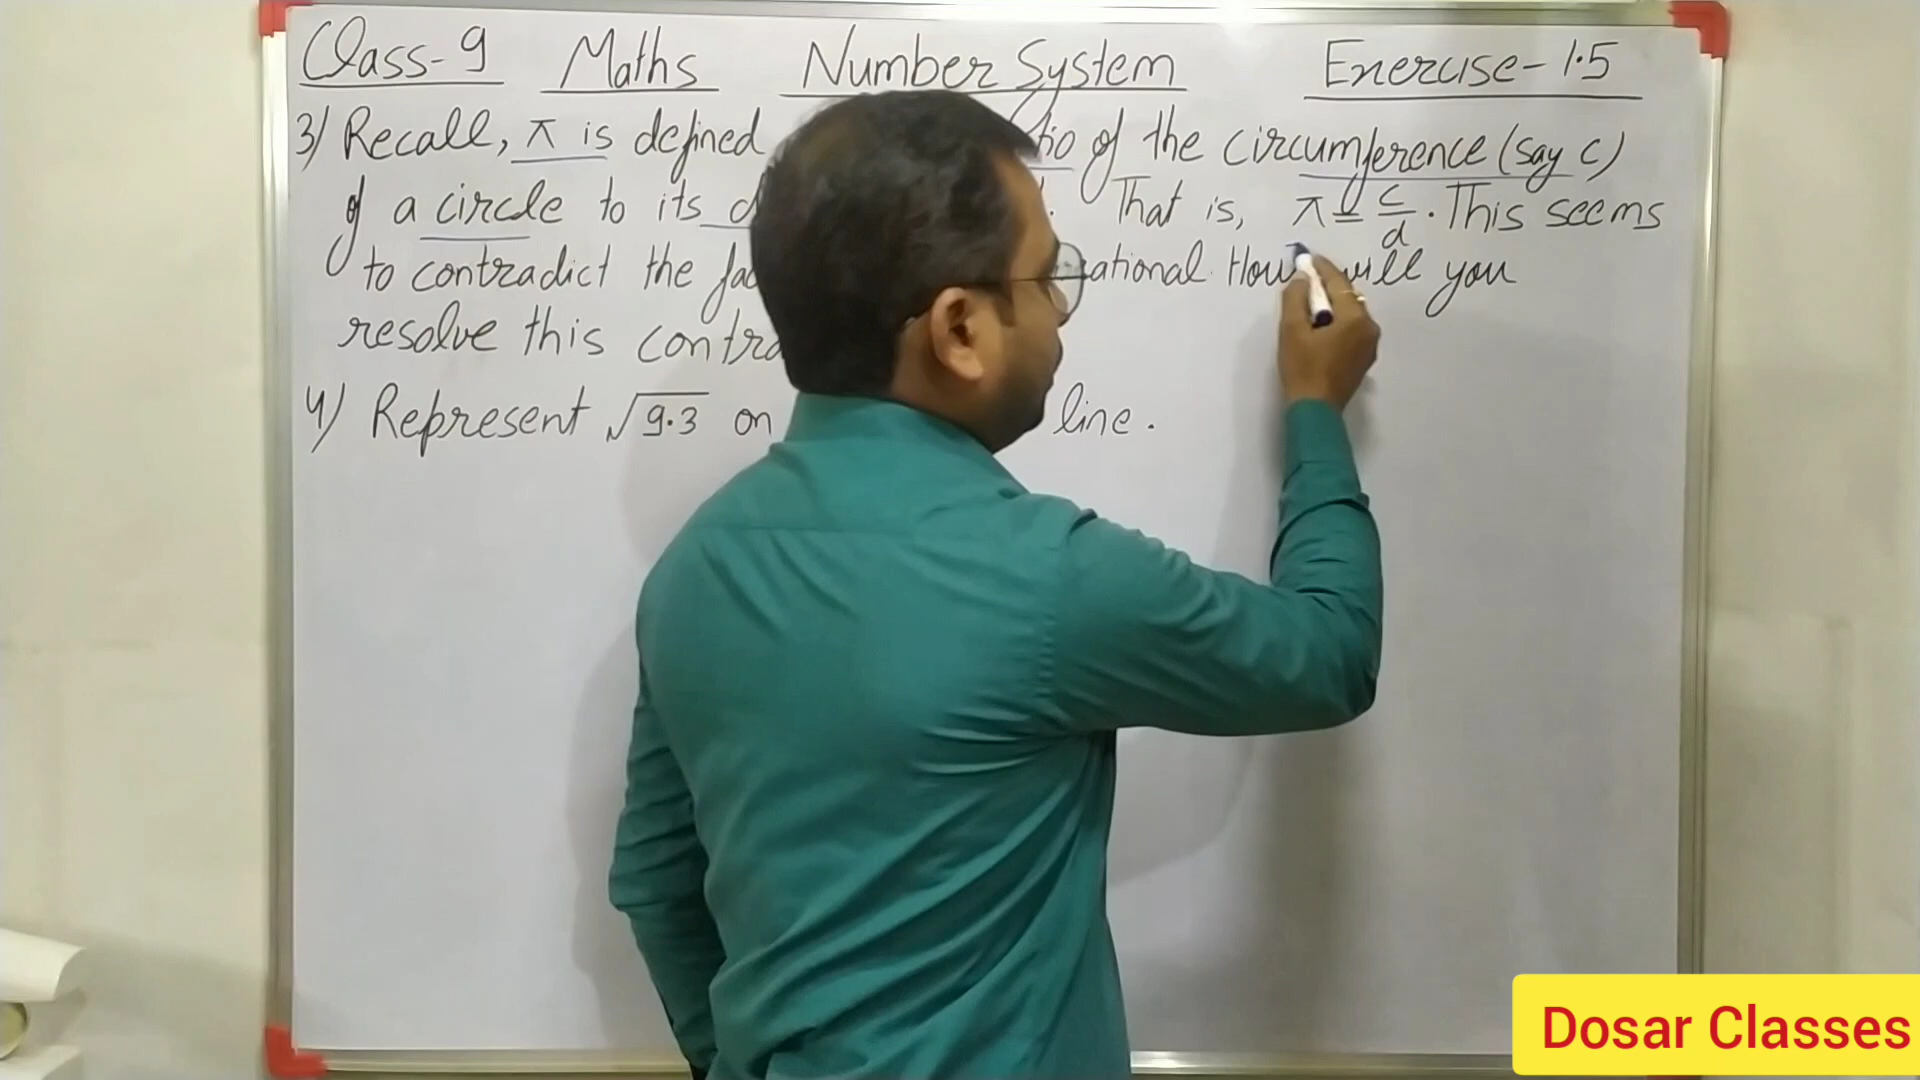 Class-9 Maths Number System Exercise-1.5
3) Recall, π is defined of the circumference (say c)
of a circle to its That is, π = c/d. This seems
to contradict the How will you
resolve this
4) Represent √9.3 on line.
Dosar Classes